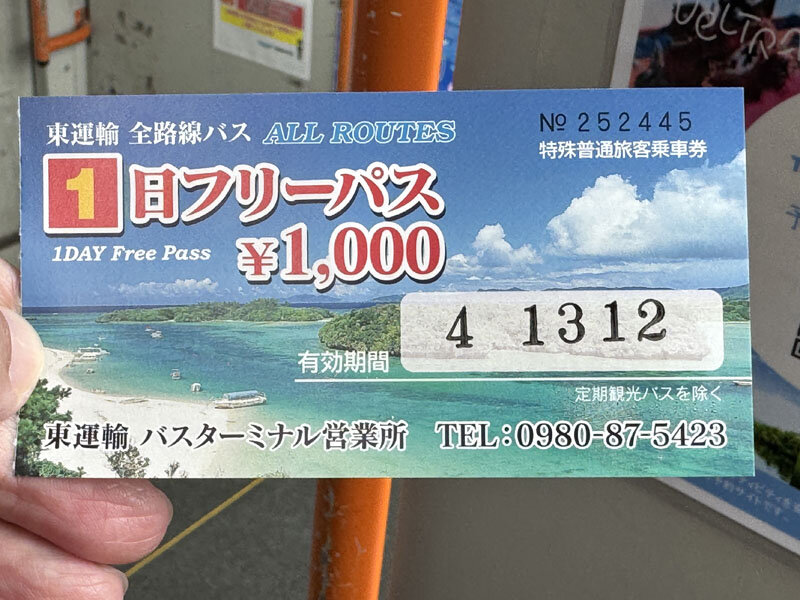 東運輸 全路線バス ALL ROUTES
№ 252445
特殊普通旅客乗車券
1日フリーパス
1DAY Free Pass
¥1,000
有効期間 4 1312
定期観光バスを除く
東運輸 バスターミナル営業所 TEL:0980-87-5423